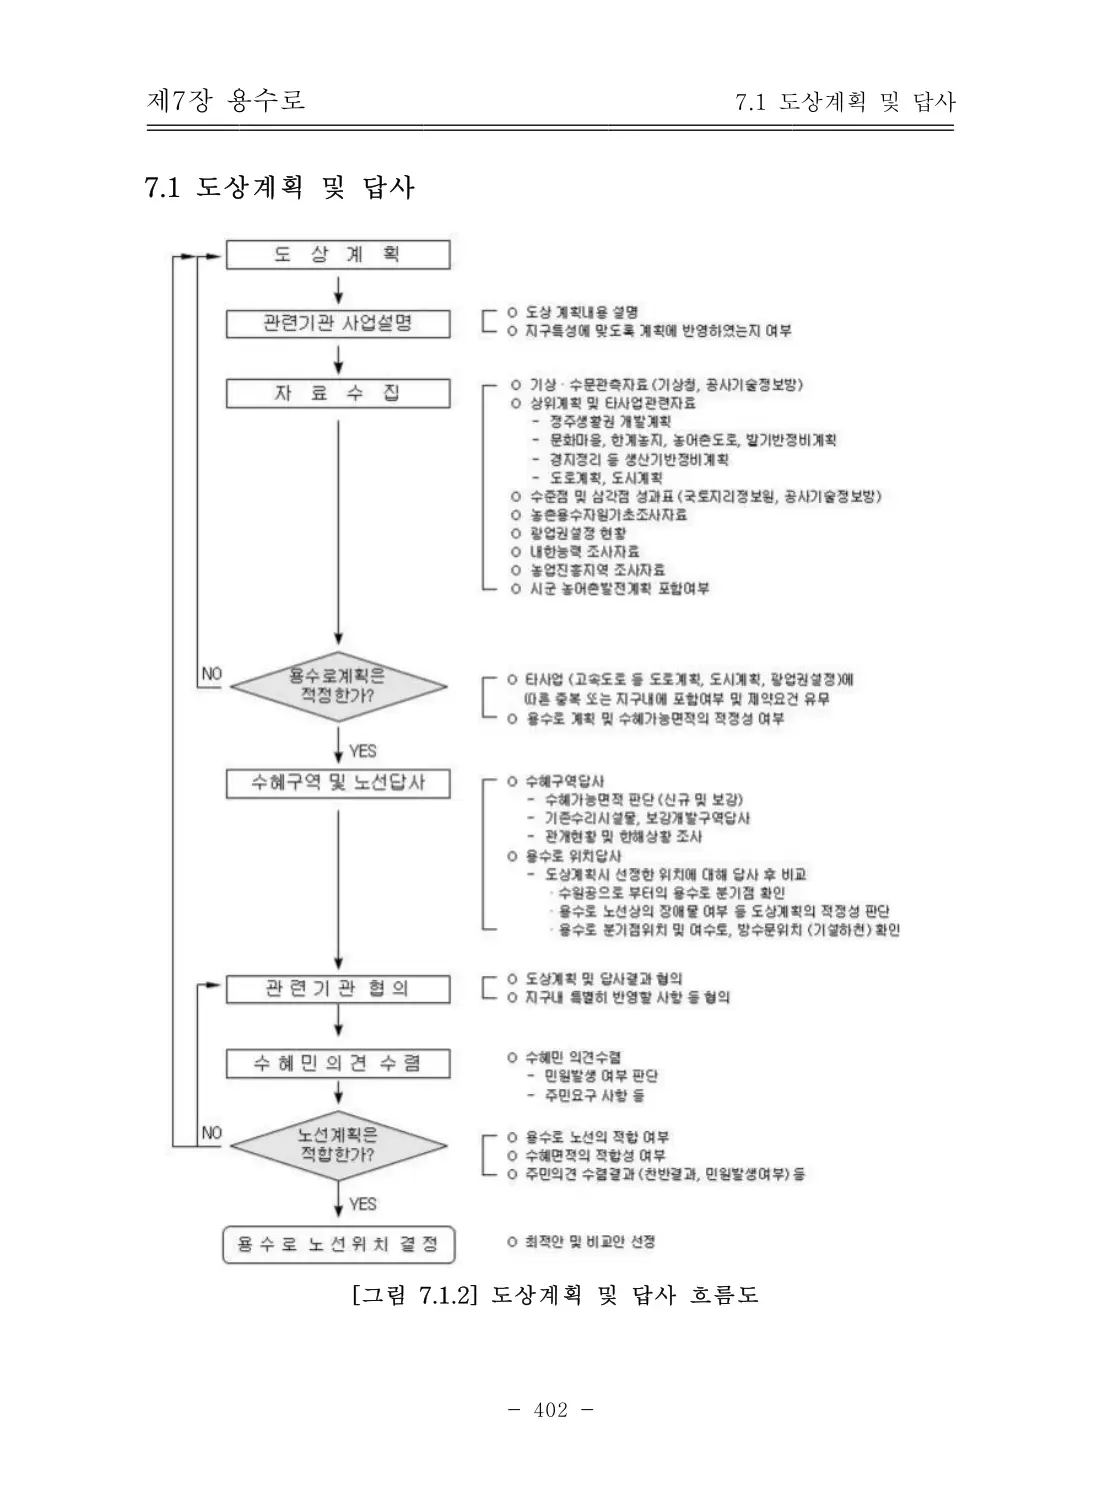 제7장 용수로
7.1 도상계획 및 답사
7.1 도상계획 및 답사
도 상 계 획
관련기관 사업설명
○ 도상 계획내용 설명
○ 지구특성에 맞도록 계획에 반영하였는지 여부
자 료 수 집
○ 기상 · 수문관측자료 (기상청, 공사기술정보방)
○ 상위계획 및 타사업관련자료
- 정주생활권 개발계획
- 문화마을, 한계농지, 농어촌도로, 밭기반정비계획
- 경지정리 등 생산기반정비계획
- 도로계획, 도시계획
○ 수준점 및 삼각점 성과표 (국토지리정보원, 공사기술정보방)
○ 농촌용수자원기초조사자료
○ 광업권설정 현황
○ 내한능력 조사자료
○ 농업진흥지역 조사자료
○ 시군 농어촌발전계획 포함여부
NO
용수로계획은
적정한가?
○ 타사업 (고속도로 등 도로계획, 도시계획, 광업권설정)에
따른 중복 또는 지구내에 포함여부 및 제약요건 유무
○ 용수로 계획 및 수혜가능면적의 적정성 여부
YES
수혜구역 및 노선답사
○ 수혜구역답사
- 수혜가능면적 판단 (신규 및 보강)
- 기존수리시설물, 보강개발구역답사
- 관개현황 및 한해상황 조사
○ 용수로 위치답사
- 도상계획시 선정한 위치에 대해 답사 후 비교
· 수원공으로 부터의 용수로 분기점 확인
· 용수로 노선상의 장애물 여부 등 도상계획의 적정성 판단
· 용수로 분기점위치 및 여수토, 방수문위치 (기설하천) 확인
관 련 기 관 협 의
○ 도상계획 및 답사결과 협의
○ 지구내 특별히 반영할 사항 등 협의
수 혜 민 의 견 수 렴
○ 수혜민 의견수렴
- 민원발생 여부 판단
- 주민요구 사항 등
NO
노선계획은
적합한가?
○ 용수로 노선의 적합 여부
○ 수혜면적의 적합성 여부
○ 주민의견 수렴결과 (찬반결과, 민원발생여부) 등
YES
용 수 로 노 선 위 치 결 정
○ 최적안 및 비교안 선정
[그림 7.1.2] 도상계획 및 답사 흐름도
- 402 -